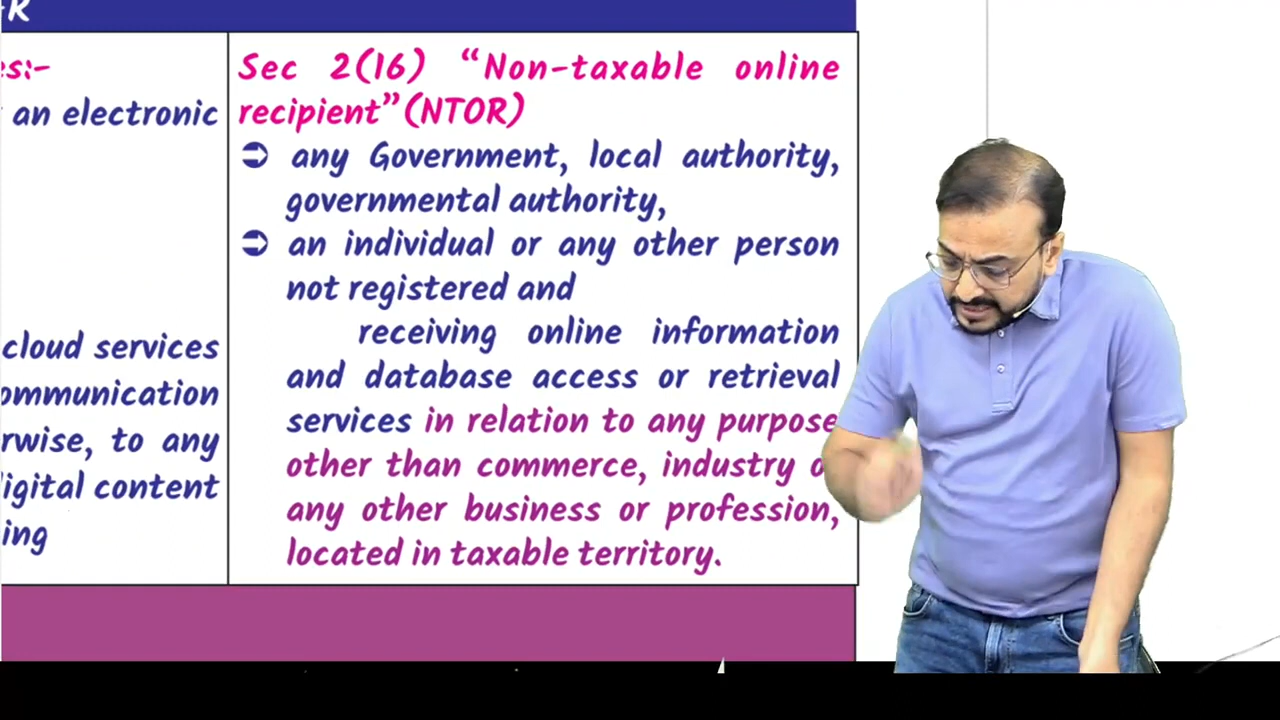 es:-
an electronic
cloud services
ommunication
rwise, to any
igital content
ing
Sec 2(16) “Non-taxable online
recipient”(NTOR)
➲ any Government, local authority,
governmental authority,
➲ an individual or any other person
not registered and
receiving online information
and database access or retrieval
services in relation to any purpose
other than commerce, industry o
any other business or profession,
located in taxable territory.